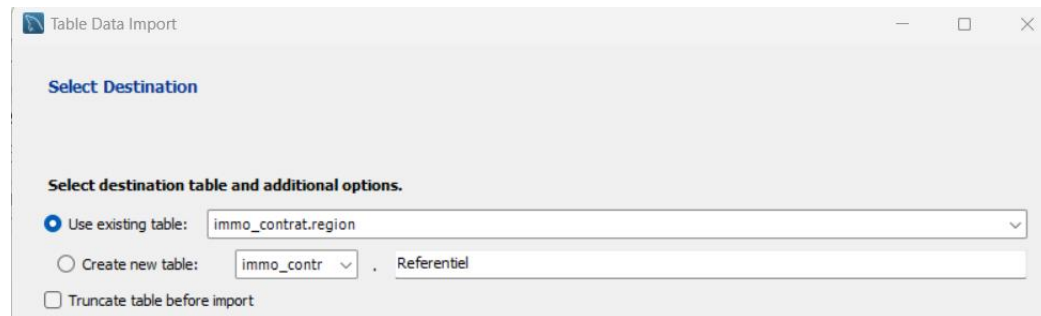 Table Data Import
Select Destination
Select destination table and additional options.
Use existing table: immo_contrat.region
Create new table: immo_contr . Referentiel
Truncate table before import